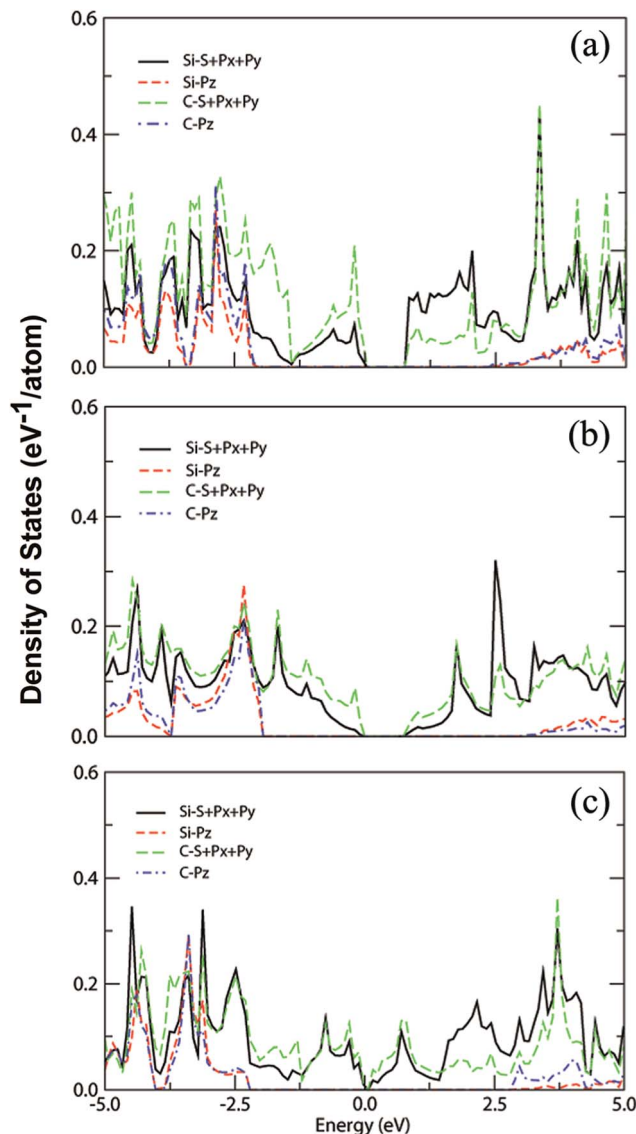 0.6
(a)
Si-S+Px+Py
Si-Pz
C-S+Px+Py
C-Pz
0.4
0.2
0.0
0.6
(b)
Si-S+Px+Py
Si-Pz
C-S+Px+Py
C-Pz
0.4
0.2
0.0
Density of States (eV⁻¹/atom)
0.6
(c)
Si-S+Px+Py
Si-Pz
C-S+Px+Py
C-Pz
0.4
0.2
0.0
-5.0 -2.5 0.0 2.5 5.0
Energy (eV)